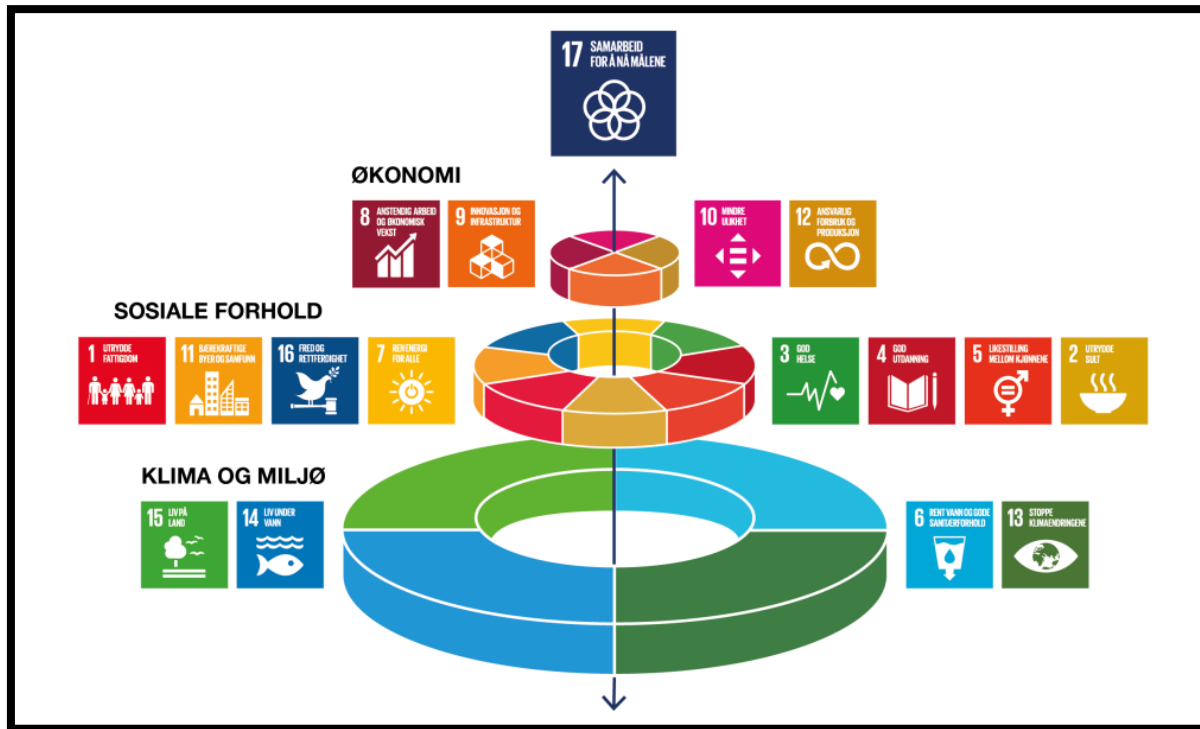 17 SAMARBEID
FOR Å NÅ MÅLENE
ØKONOMI
8 ANSTENDIG ARBEID
OG ØKONOMISK
VEKST
9 INNOVASJON OG
INFRASTRUKTUR
10 MINDRE
ULIKHET
12 ANSVARLIG
FORBRUK OG
PRODUKSJON
SOSIALE FORHOLD
1 UTRYDDE
FATTIGDOM
11 BÆREKRAFTIGE
BYER OG SAMFUNN
16 FRED OG
RETTFERDIGHET
7 REN ENERGI
FOR ALLE
3 GOD
HELSE
4 GOD
UTDANNING
5 LIKESTILLING
MELLOM KJØNNENE
2 UTRYDDE
SULT
KLIMA OG MILJØ
15 LIV PÅ
LAND
14 LIV UNDER
VANN
6 RENT VANN OG GODE
SANITÆRFORHOLD
13 STOPPE
KLIMAENDRINGENE